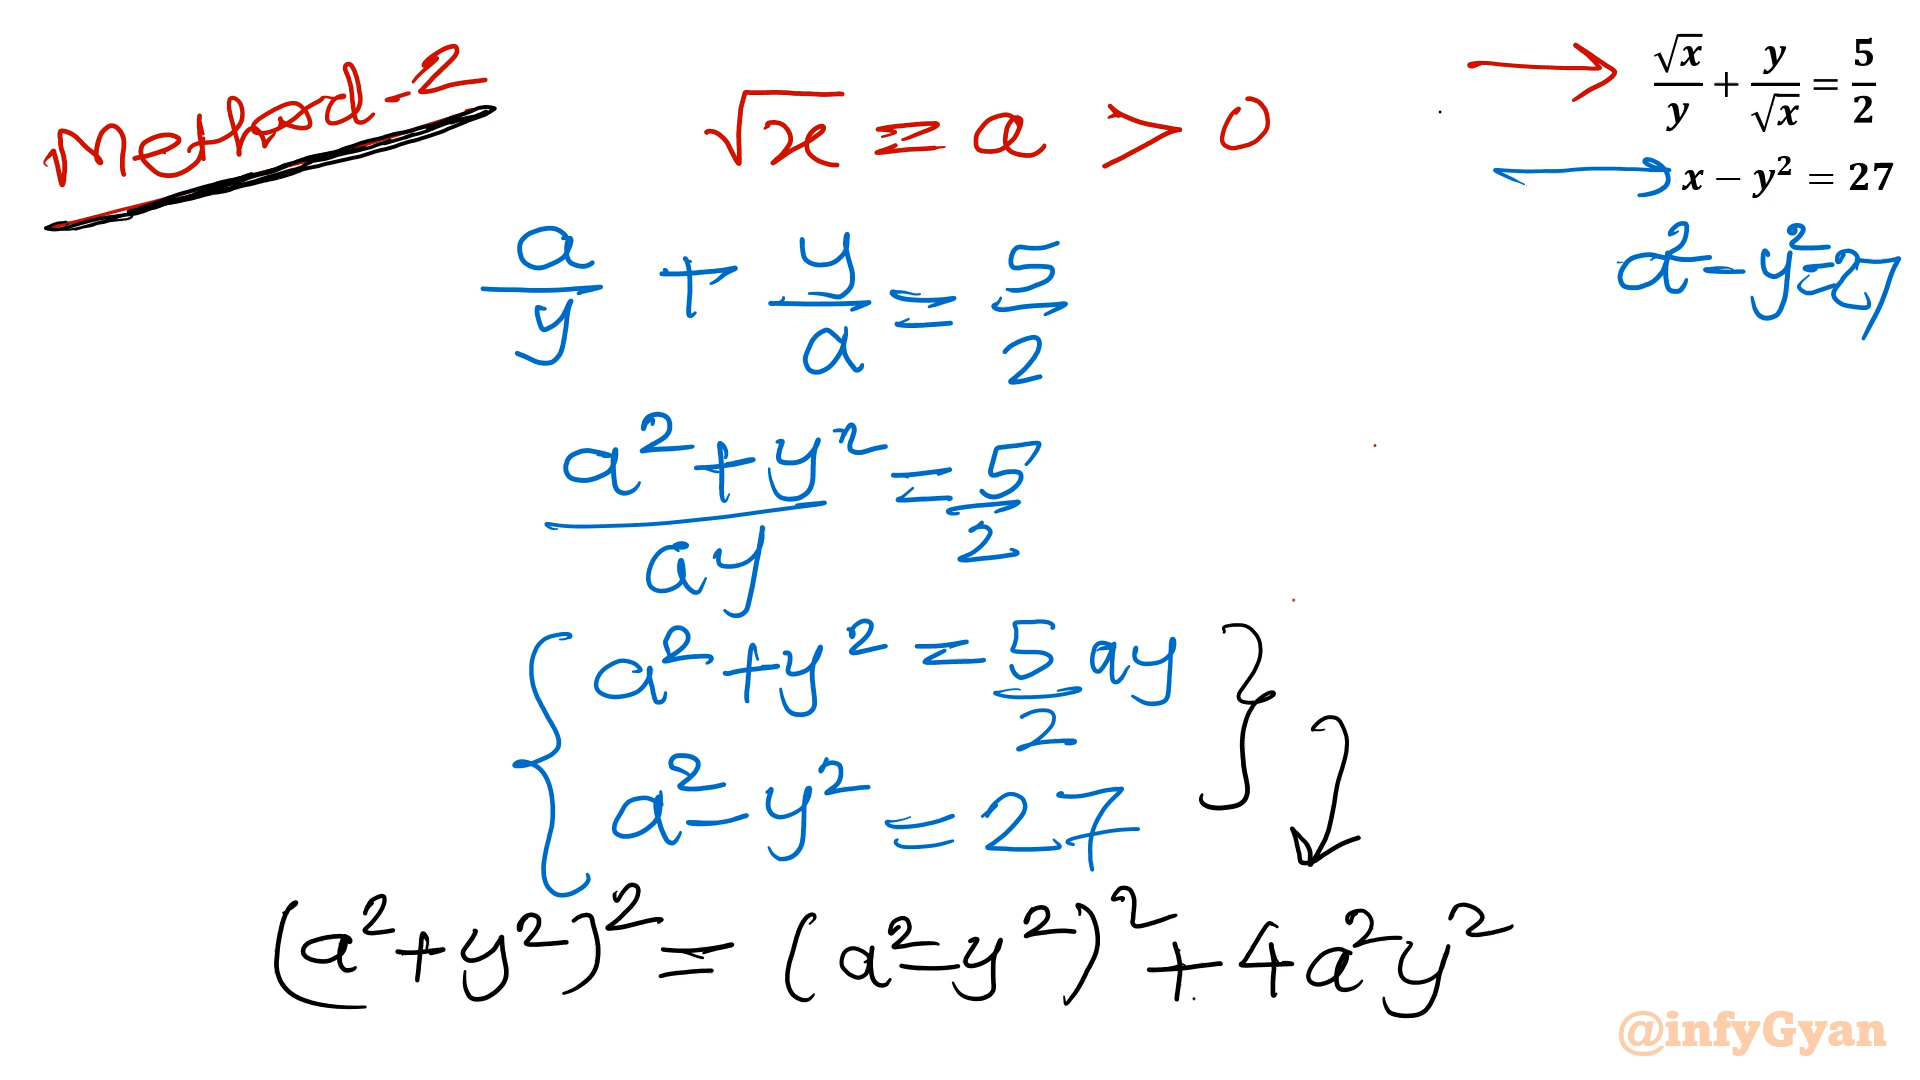 Method-2
√x = a > 0
√x/y + y/√x = 5/2
x − y² = 27
a² − y² = 27
a/y + y/a = 5/2
(a² + y²)/ay = 5/2
a² + y² = 5/2 ay
a² − y² = 27
(a² + y²)² = (a² − y²)² + 4a²y²
@infyGyan